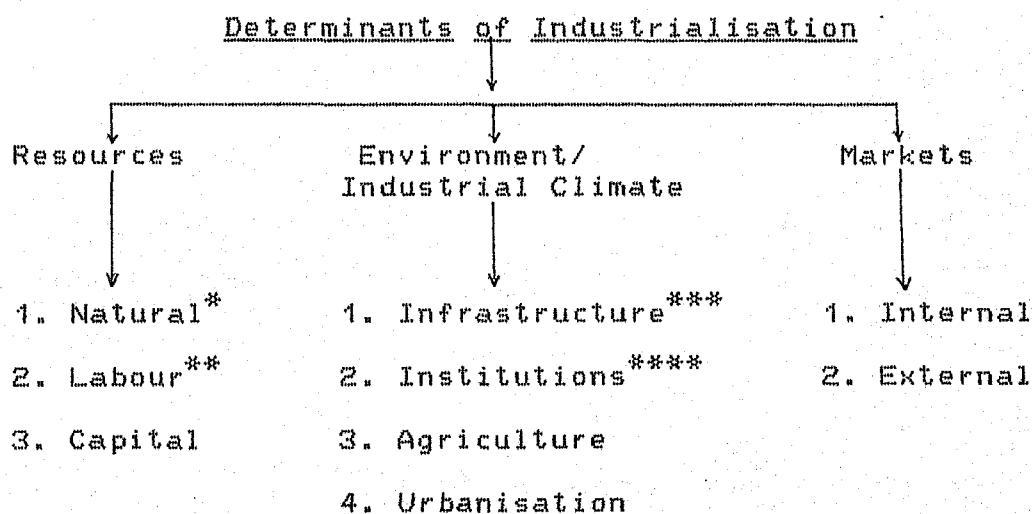 Determinants of Industrialisation
Resources
Environment/
Industrial Climate
Markets
1. Natural*
2. Labour**
3. Capital
1. Infrastructure***
2. Institutions****
3. Agriculture
4. Urbanisation
1. Internal
2. External